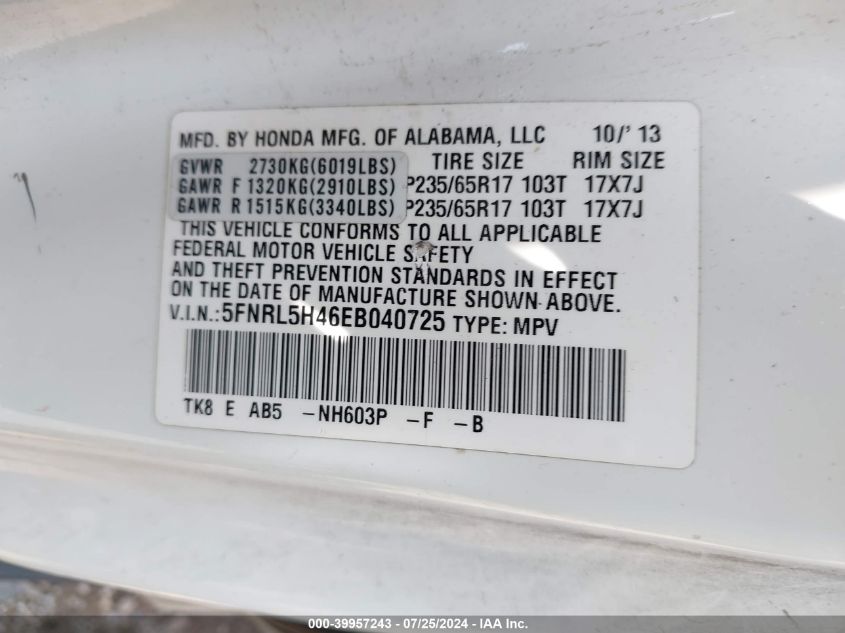 MFD. BY HONDA MFG. OF ALABAMA, LLC 10/'13
GVWR 2730KG(6019LBS) TIRE SIZE RIM SIZE
GAWR F 1320KG(2910LBS) P235/65R17 103T 17X7J
GAWR R 1515KG(3340LBS) P235/65R17 103T 17X7J
THIS VEHICLE CONFORMS TO ALL APPLICABLE
FEDERAL MOTOR VEHICLE SAFETY
AND THEFT PREVENTION STANDARDS IN EFFECT
ON THE DATE OF MANUFACTURE SHOWN ABOVE.
V.I.N.:5FNRL5H46EB040725 TYPE: MPV
TK8 E AB5 -NH603P -F -B
000-39957243 - 07/25/2024 - IAA Inc.